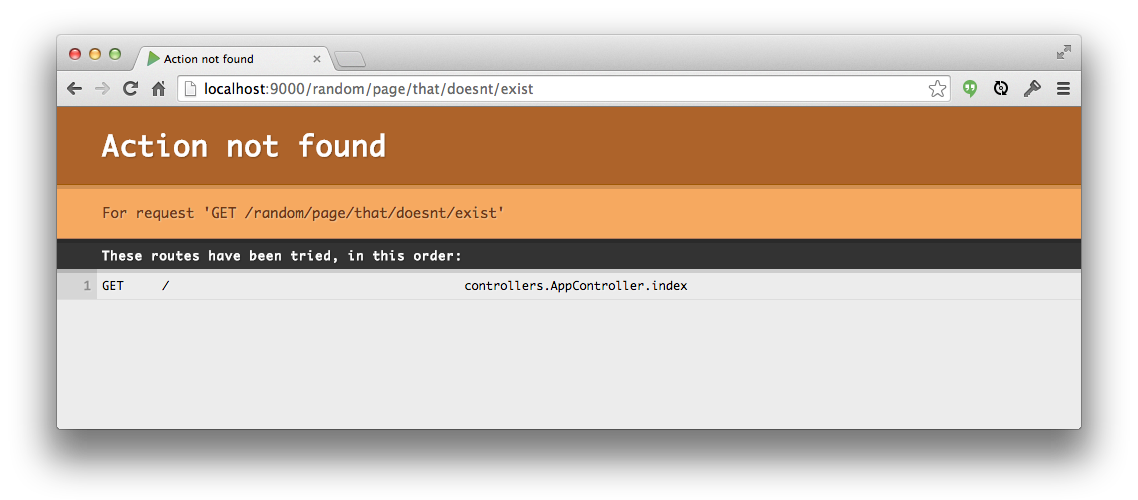 Action not found
localhost:9000/random/page/that/doesnt/exist
Action not found
For request 'GET /random/page/that/doesnt/exist'
These routes have been tried, in this order:
1 GET / controllers.AppController.index